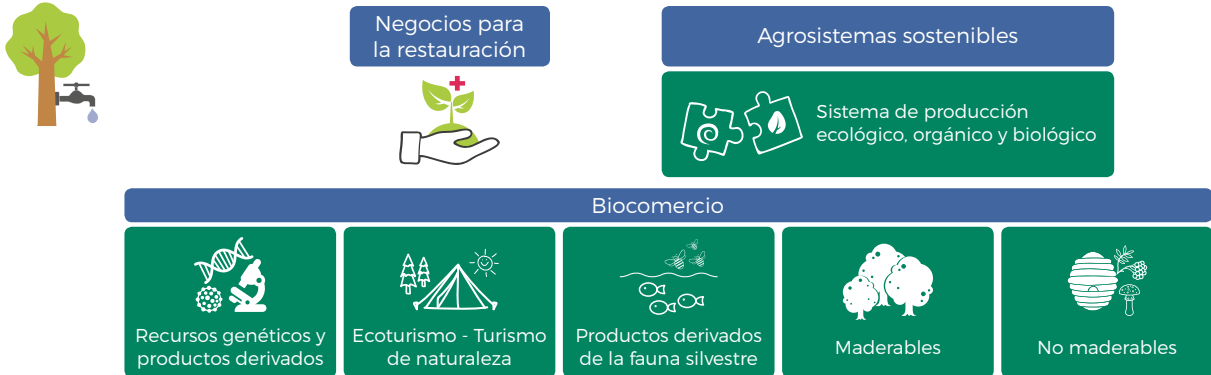 Negocios para
la restauración
Agrosistemas sostenibles
Sistema de producción
ecológico, orgánico y biológico
Biocomercio
Recursos genéticos y
productos derivados
Ecoturismo - Turismo
de naturaleza
Productos derivados
de la fauna silvestre
Maderables
No maderables